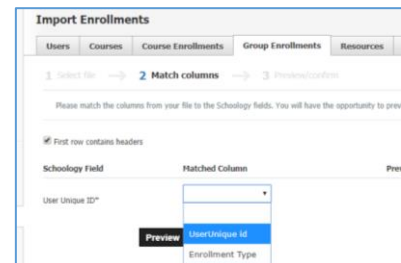 Import Enrollments
Users Courses Course Enrollments Group Enrollments Resources
1 Select file → 2 Match columns → 3 Preview/confirm
Please match the columns from your file to the Schoology fields. You will have the opportunity to prev
First row contains headers
Schoology Field Matched Column Prev
User Unique ID*
Preview UserUnique id
Enrollment Type